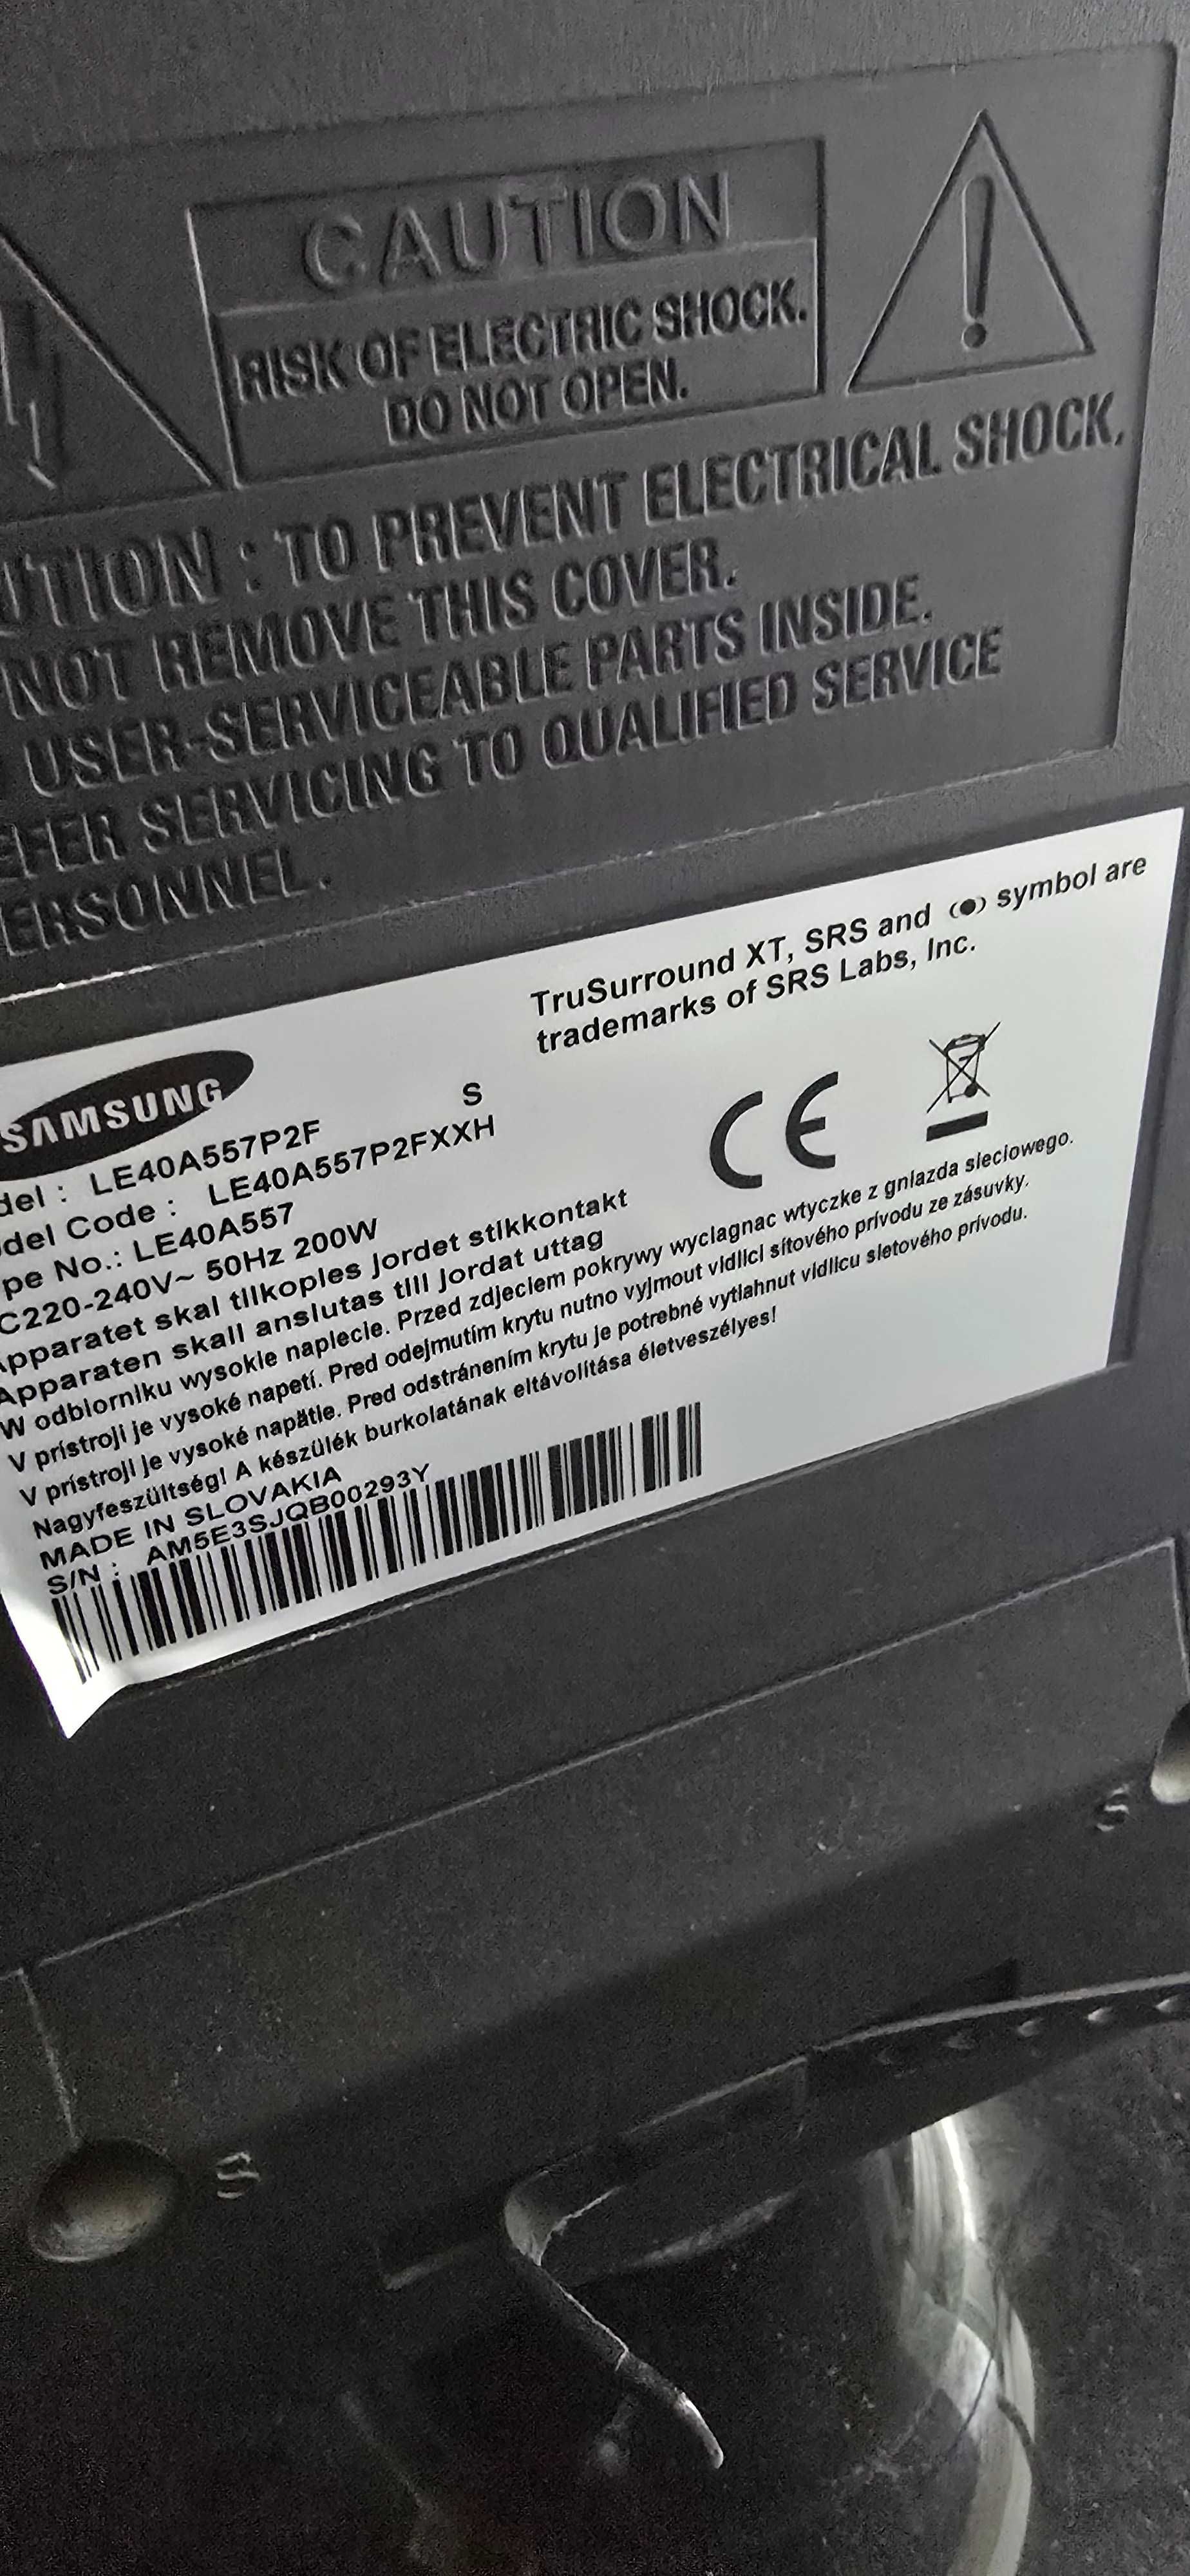 CAUTION
RISK OF ELECTRIC SHOCK.
DO NOT OPEN.
UTION : TO PREVENT ELECTRICAL SHOCK,
NOT REMOVE THIS COVER.
USER-SERVICEABLE PARTS INSIDE.
EFER SERVICING TO QUALIFIED SERVICE
ERSONNEL.
TruSurround XT, SRS and (●) symbol are
trademarks of SRS Labs, Inc.
SAMSUNG
del : LE40A557P2F S
del Code : LE40A557P2FXXH
pe No.: LE40A557
C220-240V~ 50Hz 200W
Apparatet skal tilkoples jordet stikkontakt
Apparaten skall anslutas till jordat uttag
W odbiorniku wysokie napiecie. Przed zdjeciem pokrywy wyciagnac wtyczke z gniazda sieciowego.
V prístroji je vysoké napetí. Pred odejmutím krytu nutno vyjmout vidlici sítového prívodu ze zásuvky.
V prístroji je vysoké napätie. Pred odstránením krytu je potrebné vytiahnut vidlicu sietového prívodu.
Nagyfeszültség! A készülék burkolatának eltávolítása életveszélyes!
MADE IN SLOVAKIA
S/N : AM5E3SJQB00293Y
S
S